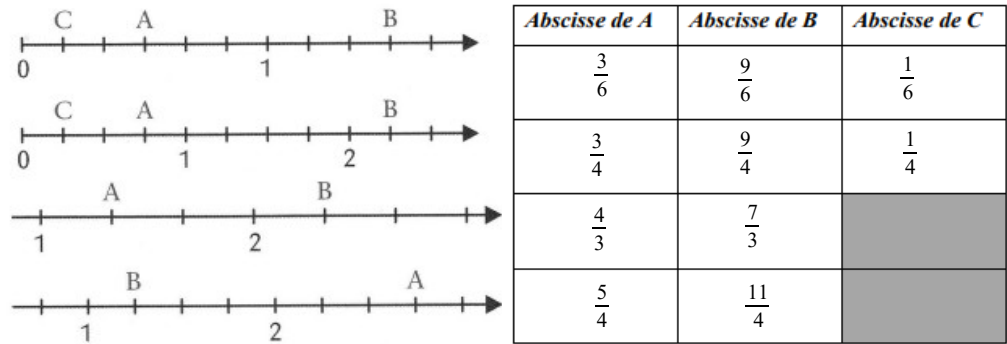 C A B
0 1
C A B
0 1 2
A B
1 2
B A
1 2
Abscisse de A Abscisse de B Abscisse de C
3/6 9/6 1/6
3/4 9/4 1/4
4/3 7/3
5/4 11/4